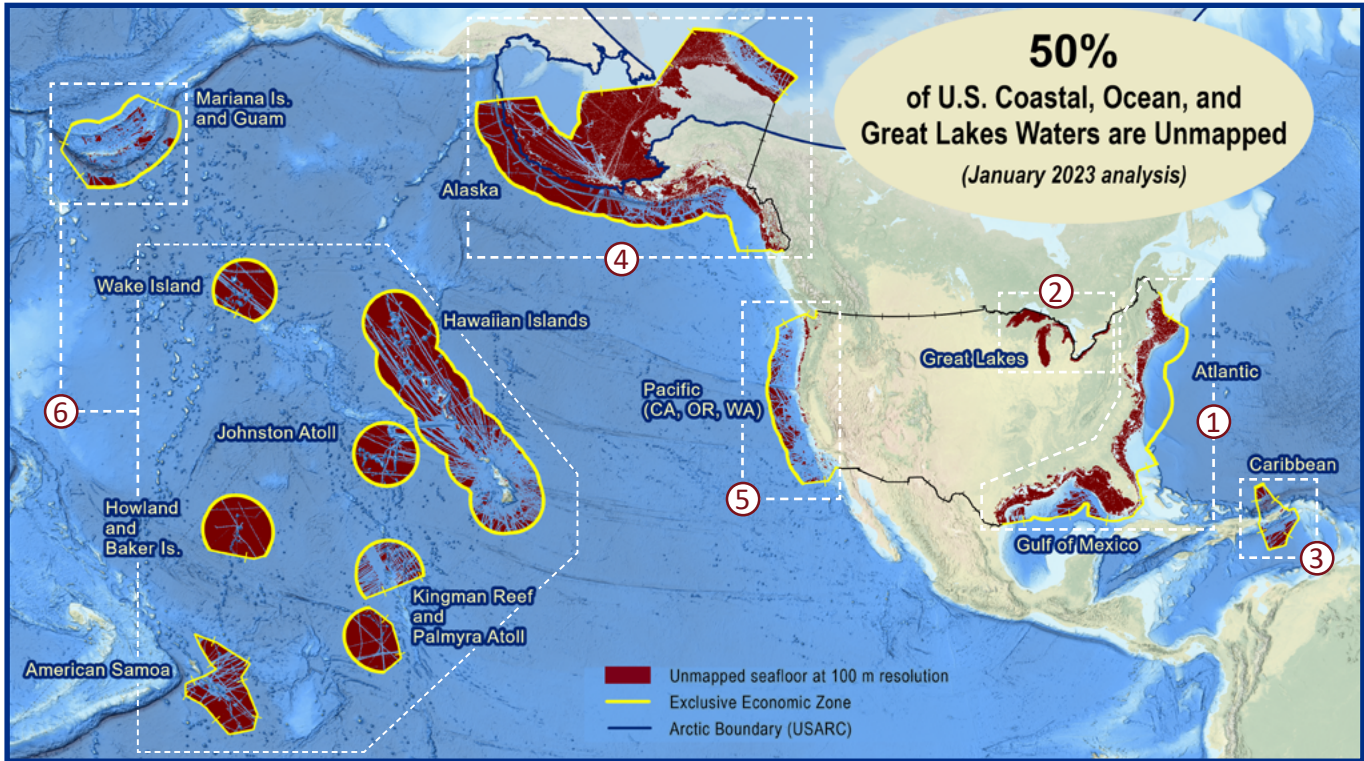 50%
of U.S. Coastal, Ocean, and
Great Lakes Waters are Unmapped
(January 2023 analysis)
Mariana Is.
and Guam
Alaska
4
Wake Island
Hawaiian Islands
2
Great Lakes
Pacific
(CA, OR, WA)
Atlantic
6
1
Johnston Atoll
Caribbean
5
Howland
and
Baker Is.
Gulf of Mexico
3
Kingman Reef
and
Palmyra Atoll
American Samoa
Unmapped seafloor at 100 m resolution
Exclusive Economic Zone
Arctic Boundary (USARC)